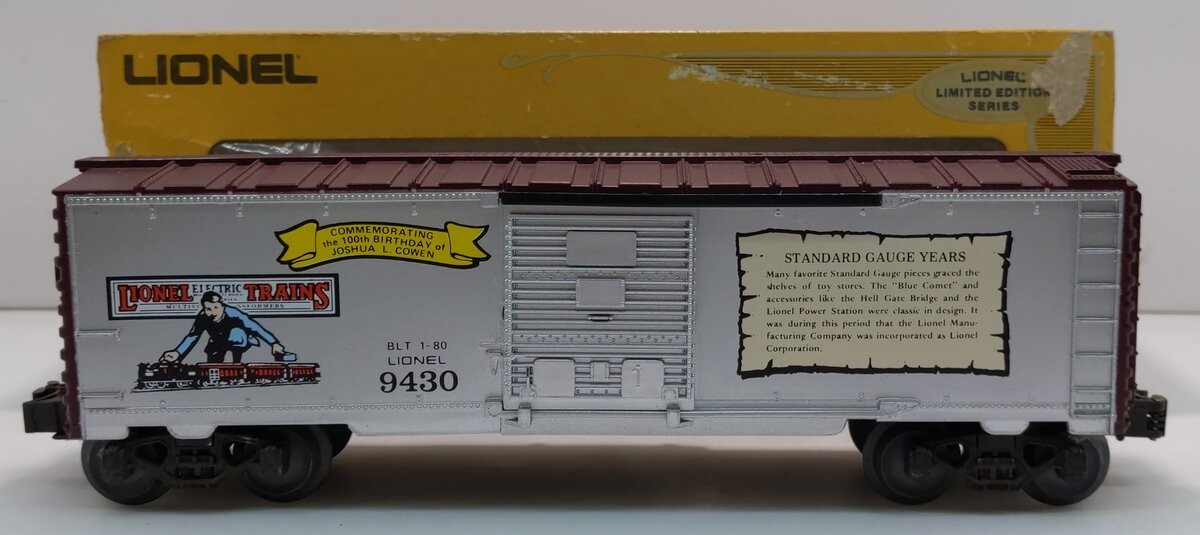 LIONEL
LIONEL
LIMITED EDITION
SERIES
COMMEMORATING
the 100th BIRTHDAY of
JOSHUA L. COWEN
LIONEL ELECTRIC TRAINS
BLT 1-80
LIONEL
9430
STANDARD GAUGE YEARS
Many favorite Standard Gauge pieces graced the
shelves of toy stores. The "Blue Comet" and
accessories like the Hell Gate Bridge and the
Lionel Power Station were classic in design. It
was during this period that the Lionel Manu-
facturing Company was incorporated as Lionel
Corporation.